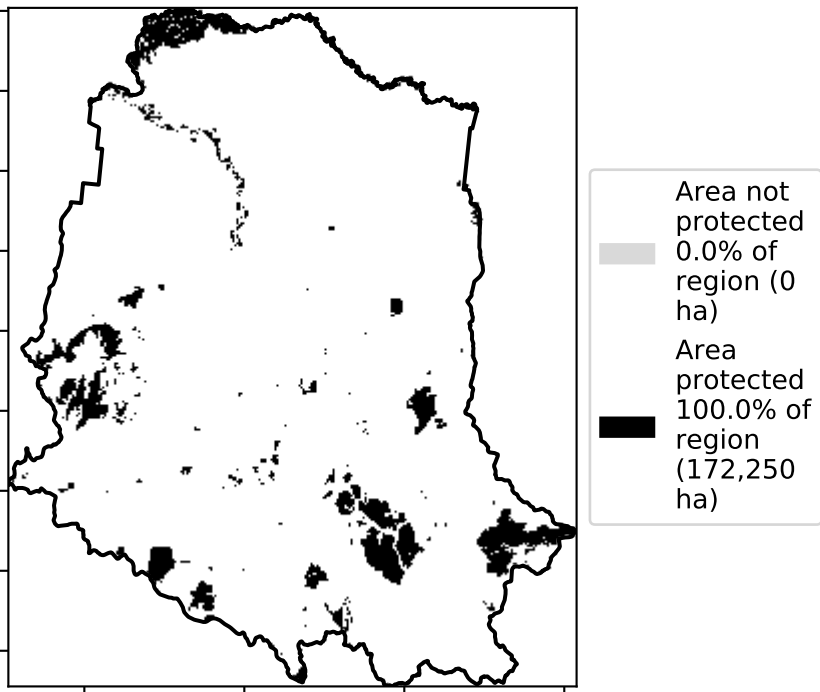 Area not
protected
0.0% of
region (0
ha)
Area
protected
100.0% of
region
(172,250
ha)